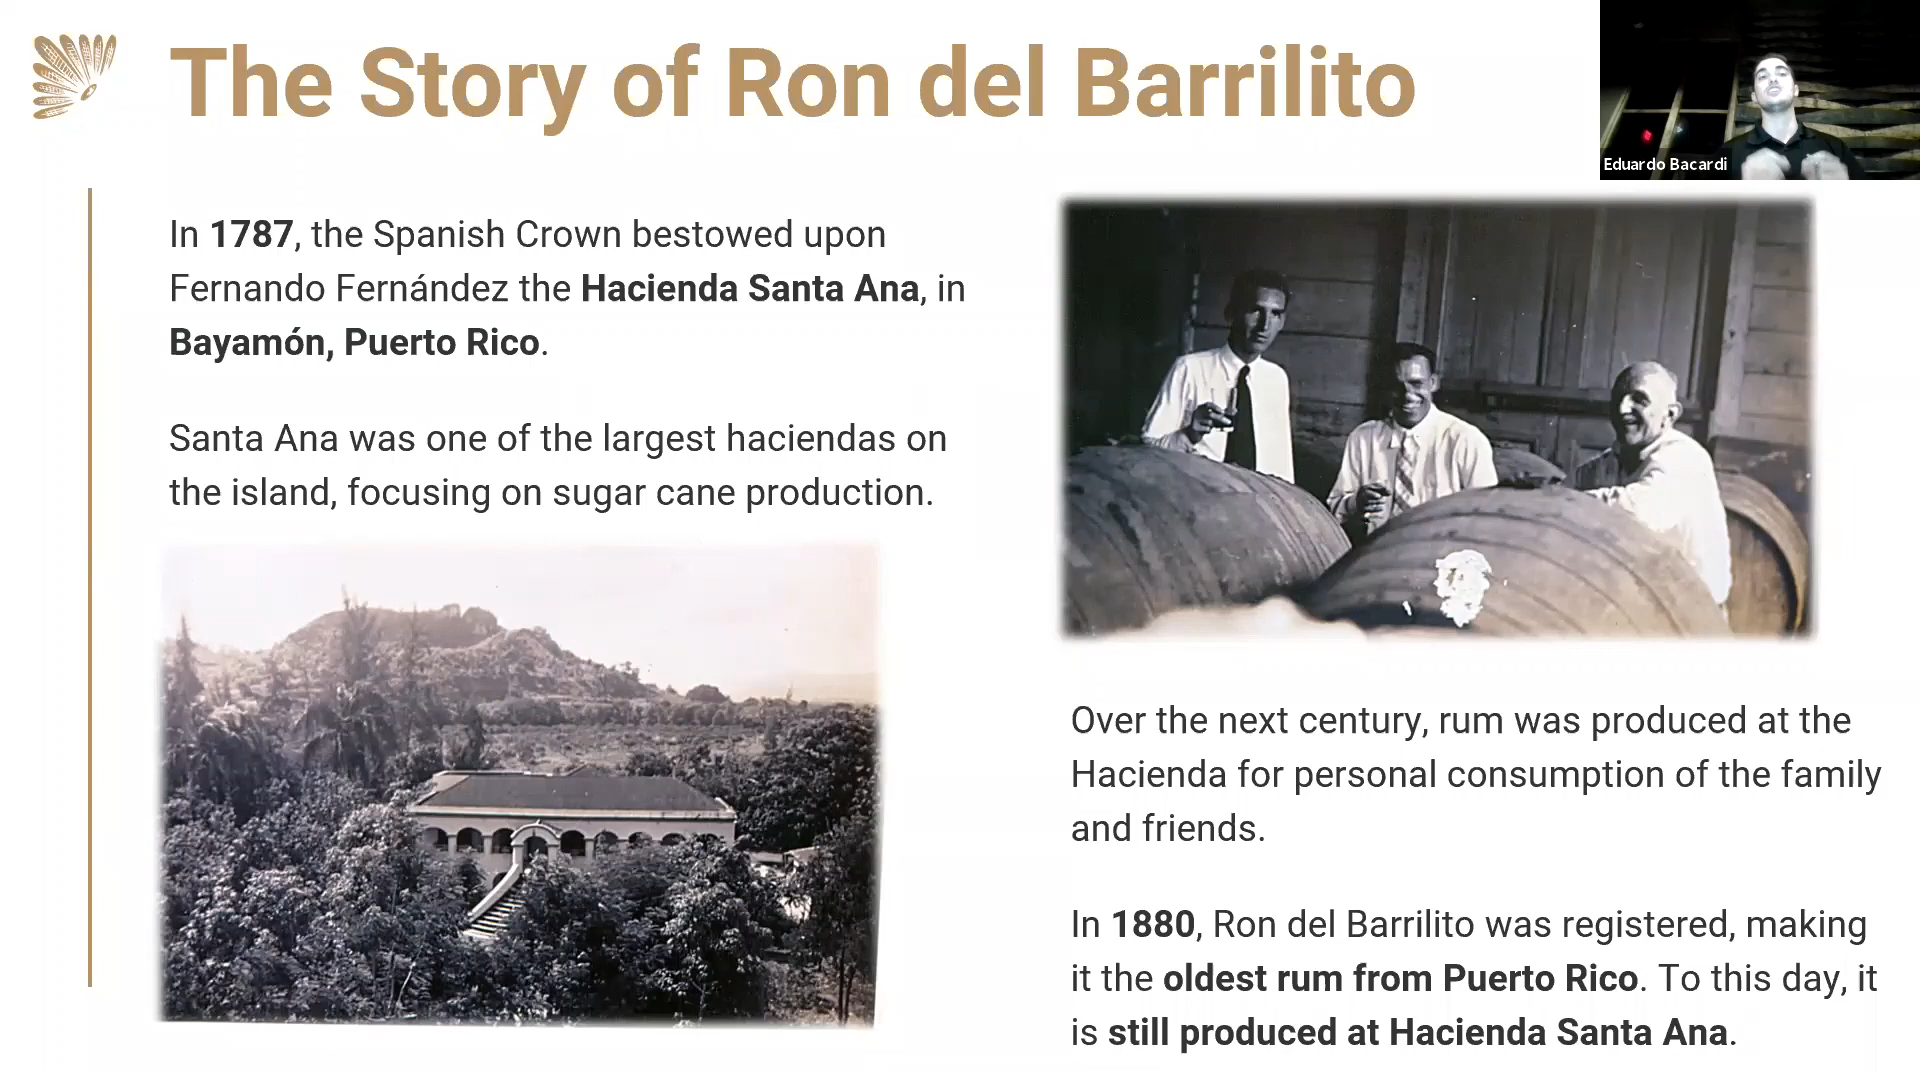 The Story of Ron del Barrilito
Eduardo Bacardi
In 1787, the Spanish Crown bestowed upon
Fernando Fernández the Hacienda Santa Ana, in
Bayamón, Puerto Rico.
Santa Ana was one of the largest haciendas on
the island, focusing on sugar cane production.
Over the next century, rum was produced at the
Hacienda for personal consumption of the family
and friends.
In 1880, Ron del Barrilito was registered, making
it the oldest rum from Puerto Rico. To this day, it
is still produced at Hacienda Santa Ana.